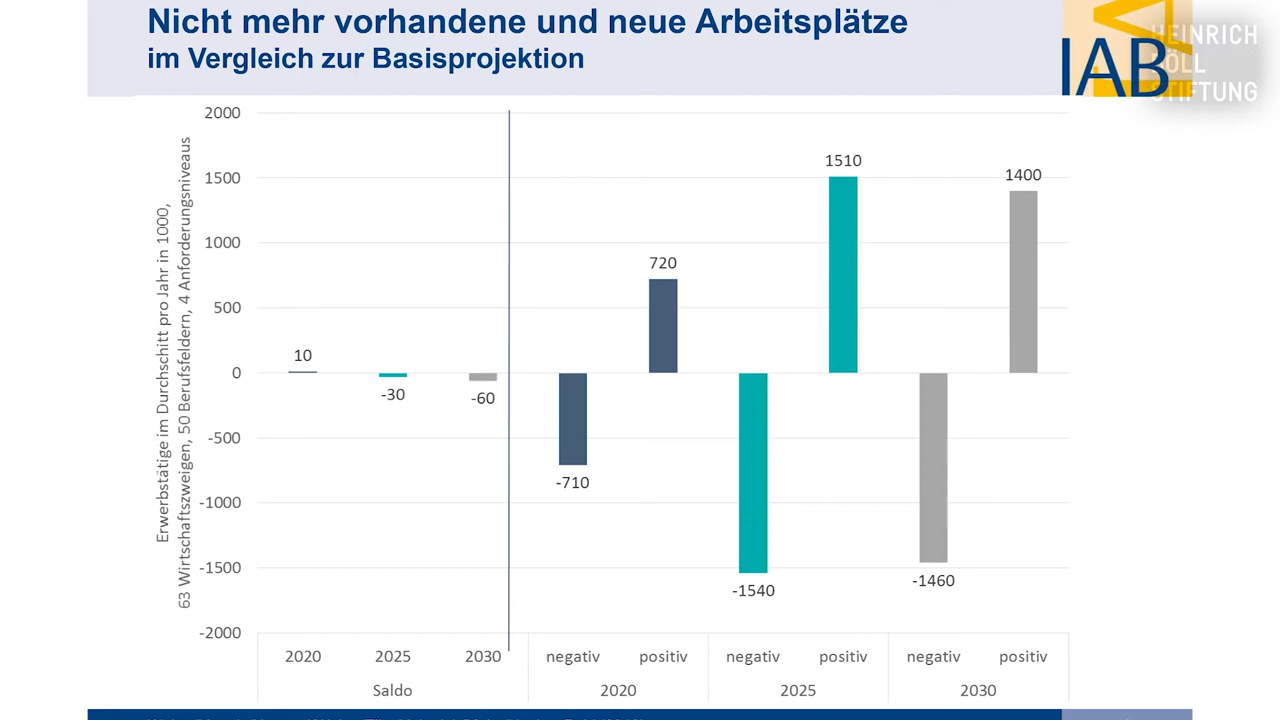 Nicht mehr vorhandene und neue Arbeitsplätze
im Vergleich zur Basisprojektion
IAB
HEINRICH
BÖLL
STIFTUNG
Erwerbstätige im Durchschitt pro Jahr in 1000,
63 Wirtschaftszweigen, 50 Berufsfeldern, 4 Anforderungsniveaus
2000
1500
1000
500
0
-500
-1000
-1500
-2000
10
-30
-60
-710
720
-1540
1510
-1460
1400
2020 2025 2030 negativ positiv negativ positiv negativ positiv
Saldo 2020 2025 2030